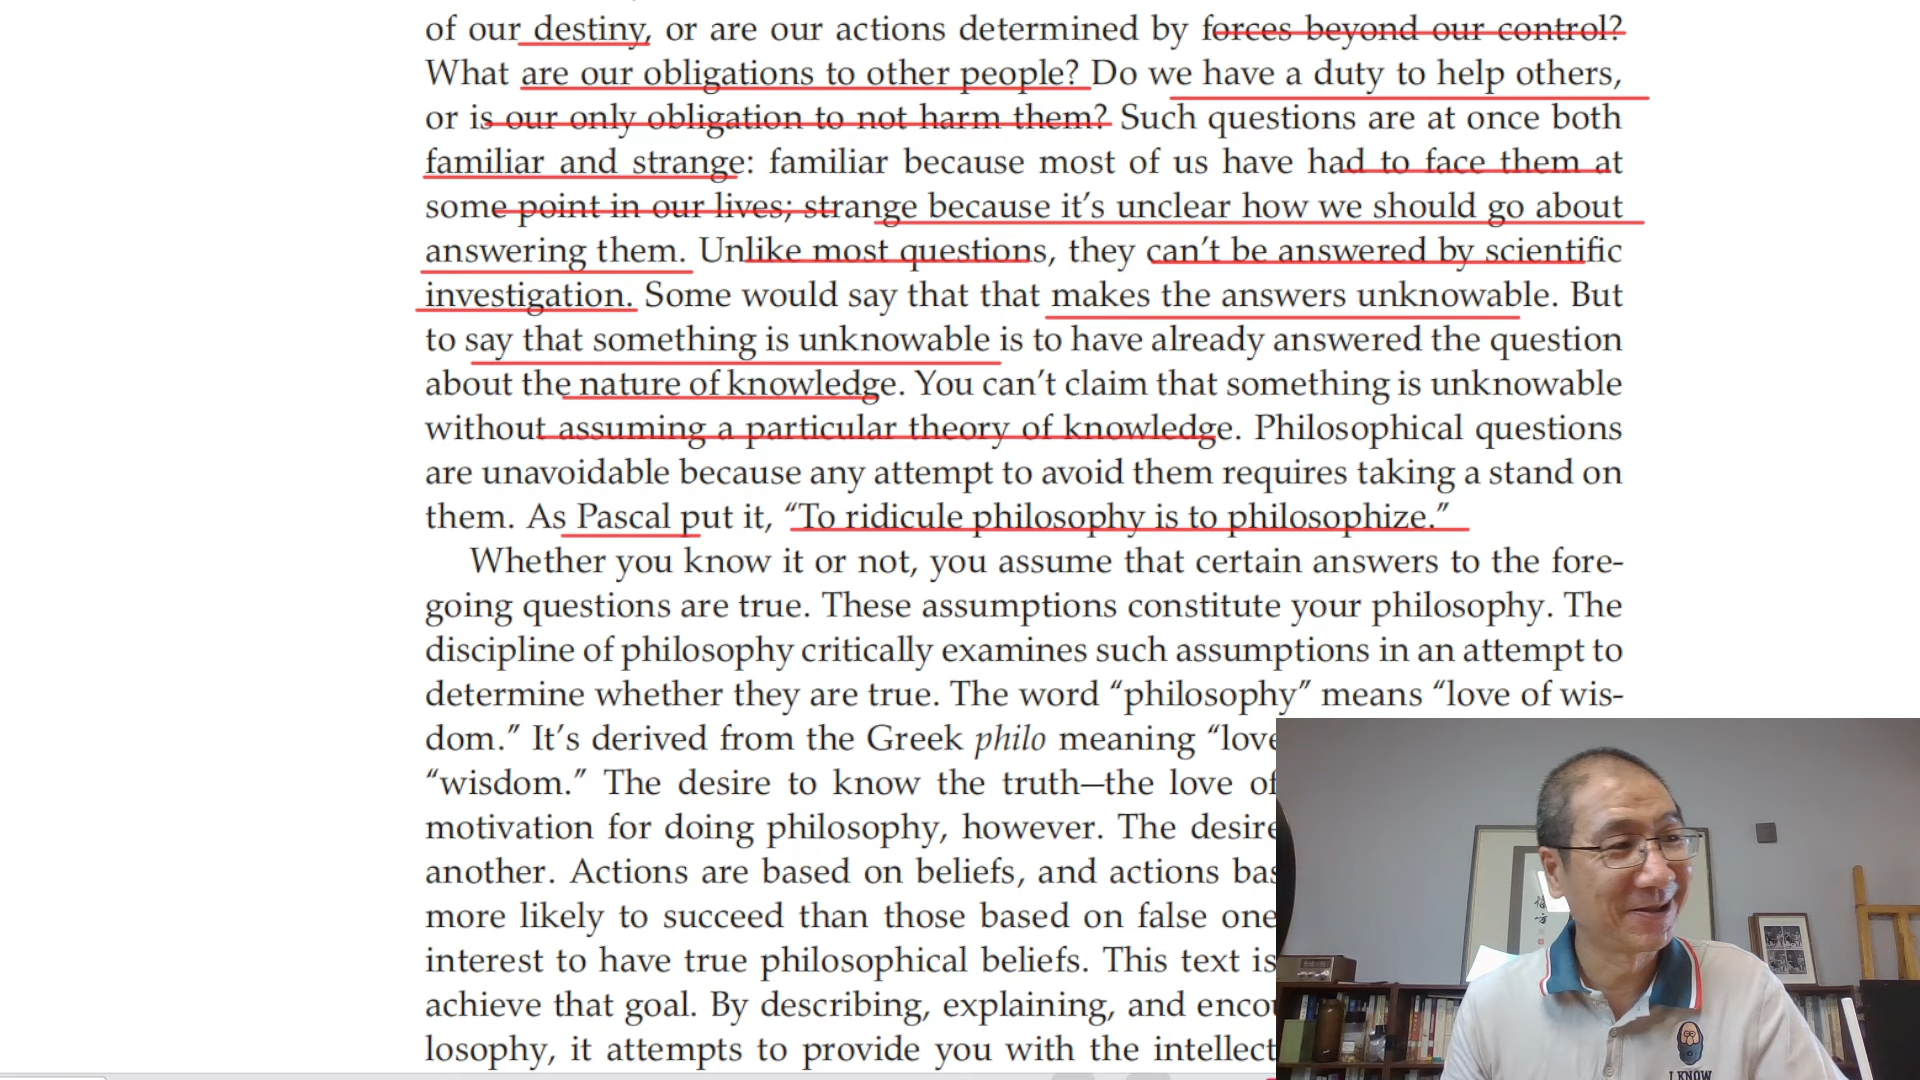 of our destiny, or are our actions determined by forces beyond our control?
What are our obligations to other people? Do we have a duty to help others,
or is our only obligation to not harm them? Such questions are at once both
familiar and strange: familiar because most of us have had to face them at
some point in our lives; strange because it’s unclear how we should go about
answering them. Unlike most questions, they can’t be answered by scientific
investigation. Some would say that that makes the answers unknowable. But
to say that something is unknowable is to have already answered the question
about the nature of knowledge. You can’t claim that something is unknowable
without assuming a particular theory of knowledge. Philosophical questions
are unavoidable because any attempt to avoid them requires taking a stand on
them. As Pascal put it, “To ridicule philosophy is to philosophize.”
Whether you know it or not, you assume that certain answers to the fore-
going questions are true. These assumptions constitute your philosophy. The
discipline of philosophy critically examines such assumptions in an attempt to
determine whether they are true. The word “philosophy” means “love of wis-
dom.” It’s derived from the Greek philo meaning “love
“wisdom.” The desire to know the truth—the love of
motivation for doing philosophy, however. The desire
another. Actions are based on beliefs, and actions bas
more likely to succeed than those based on false one
interest to have true philosophical beliefs. This text is
achieve that goal. By describing, explaining, and enco
losophy, it attempts to provide you with the intellect
I KNOW